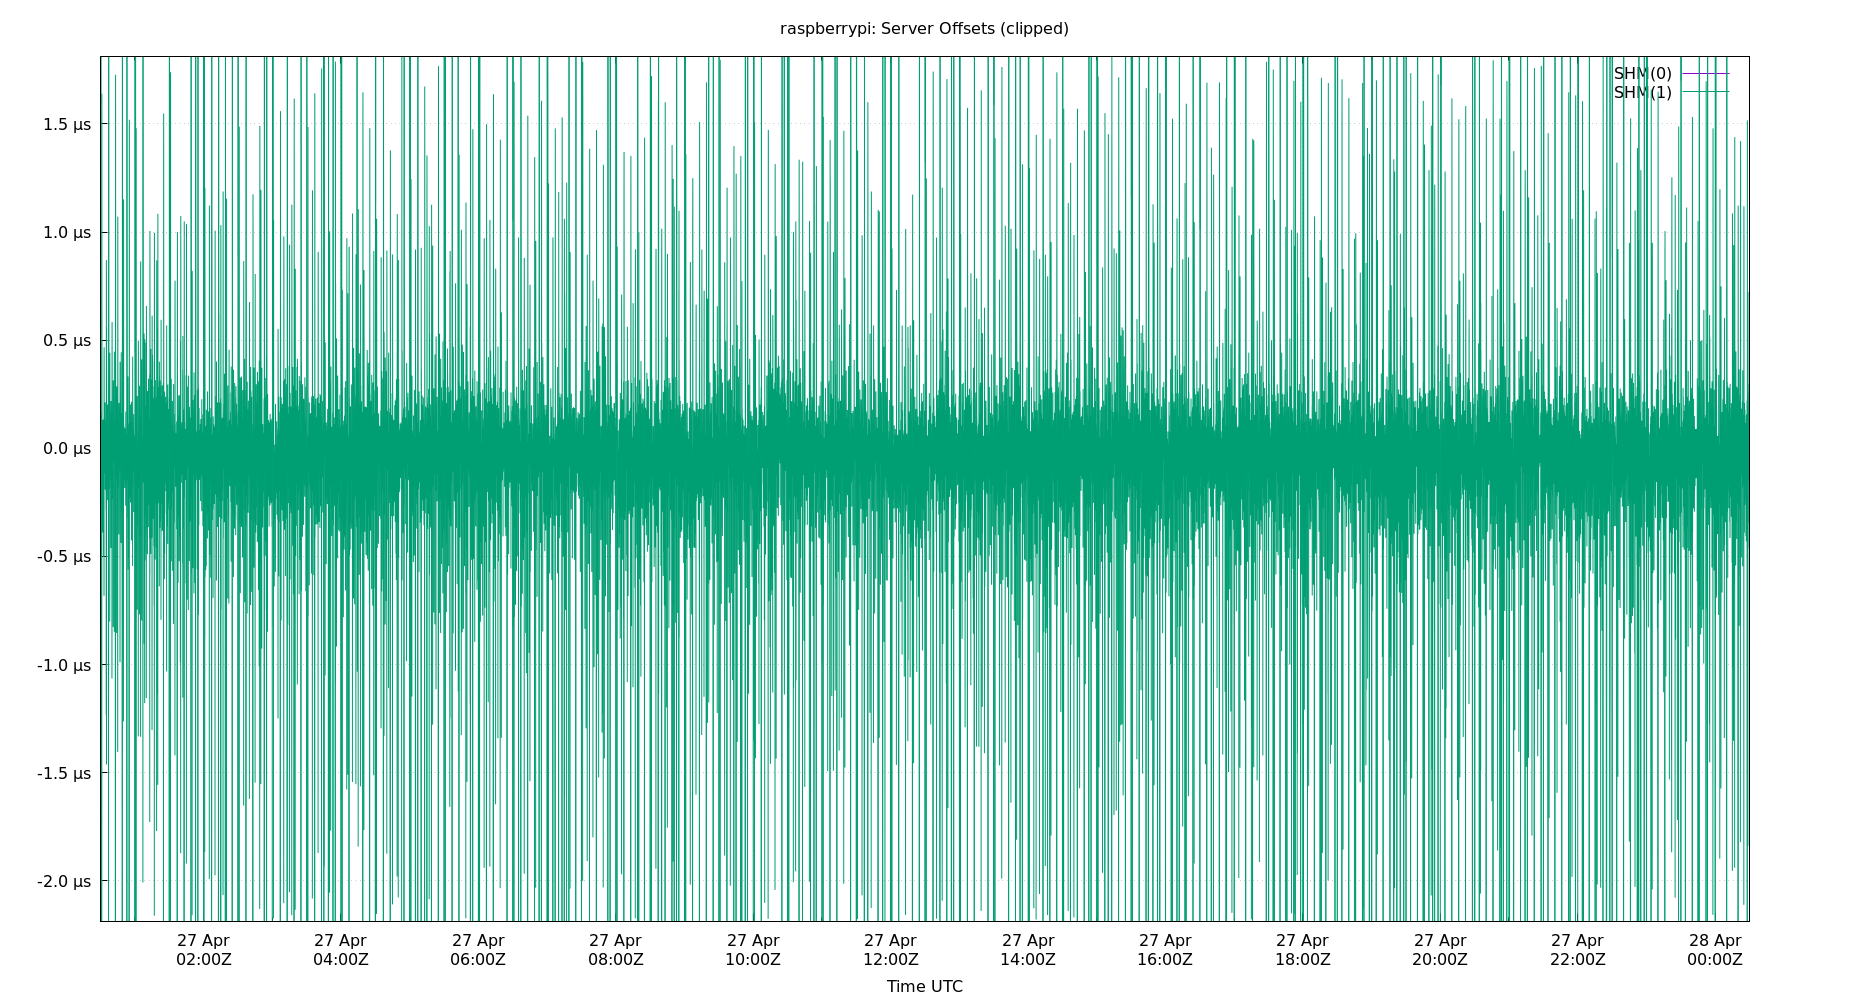 raspberrypi: Server Offsets (clipped)
SHM(0)
SHM(1)
1.5 µs
1.0 µs
0.5 µs
0.0 µs
-0.5 µs
-1.0 µs
-1.5 µs
-2.0 µs
27 Apr 27 Apr 27 Apr 27 Apr 27 Apr 27 Apr 27 Apr 27 Apr 27 Apr 27 Apr 27 Apr 28 Apr
02:00Z 04:00Z 06:00Z 08:00Z 10:00Z 12:00Z 14:00Z 16:00Z 18:00Z 20:00Z 22:00Z 00:00Z
Time UTC